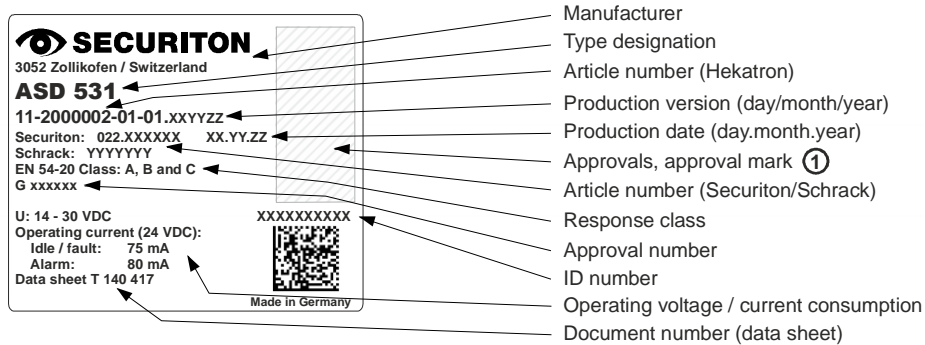 SECURITON
3052 Zollikofen / Switzerland
ASD 531
11-2000002-01-01.XXYYZZ
Securiton: 022.XXXXXX XX.YY.ZZ
Schrack: YYYYYYY
EN 54-20 Class: A, B and C
G xxxxxx
U: 14 - 30 VDC
Operating current (24 VDC):
Idle / fault: 75 mA
Alarm: 80 mA
Data sheet T 140 417
XXXXXXXXXX
Made in Germany
Manufacturer
Type designation
Article number (Hekatron)
Production version (day/month/year)
Production date (day.month.year)
Approvals, approval mark 1
Article number (Securiton/Schrack)
Response class
Approval number
ID number
Operating voltage / current consumption
Document number (data sheet)